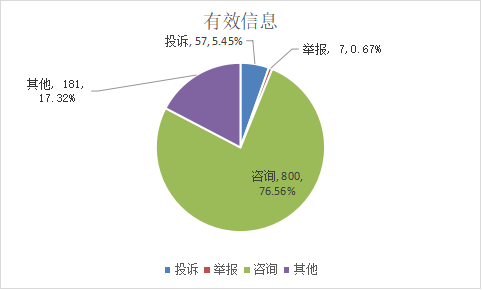 有效信息
投诉, 57, 5.45%
举报, 7, 0.67%
其他, 181,
17.32%
咨询, 800,
76.56%
投诉 举报 咨询 其他